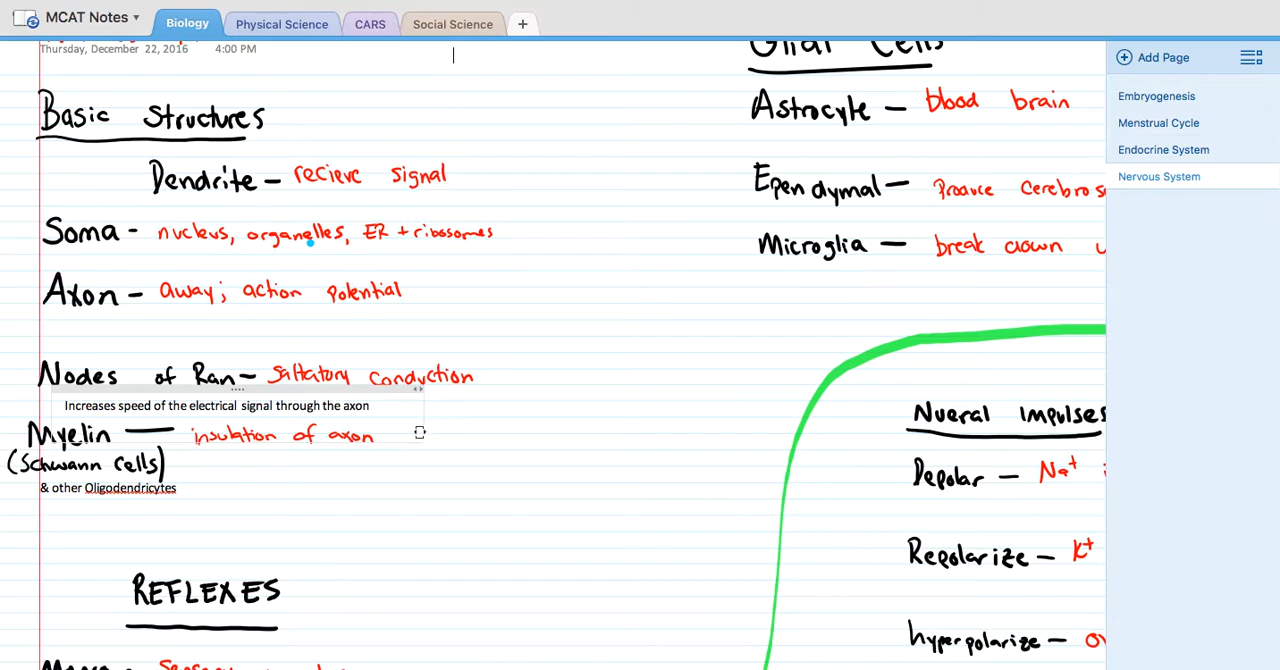 MCAT Notes
Biology
Physical Science
CARS
Social Science
Thursday, December 22, 2016 4:00 PM
Basic Structures
Dendrite - recieve signal
Soma - nucleus, organelles, ER + ribosomes
Axon - away; action potential
Nodes of Ran - Saltatory conduction
Increases speed of the electrical signal through the axon
Myelin — insulation of axon
(Schwann Cells)
& other Oligodendricytes
REFLEXES
Glial Cells
Astrocyte - blood brain
Ependymal - Produce
Microglia - break down
Nueral Impulses
Depolar - Na+
Repolarize - K+
hyperpolarize -
Add Page
Embryogenesis
Menstrual Cycle
Endocrine System
Nervous System